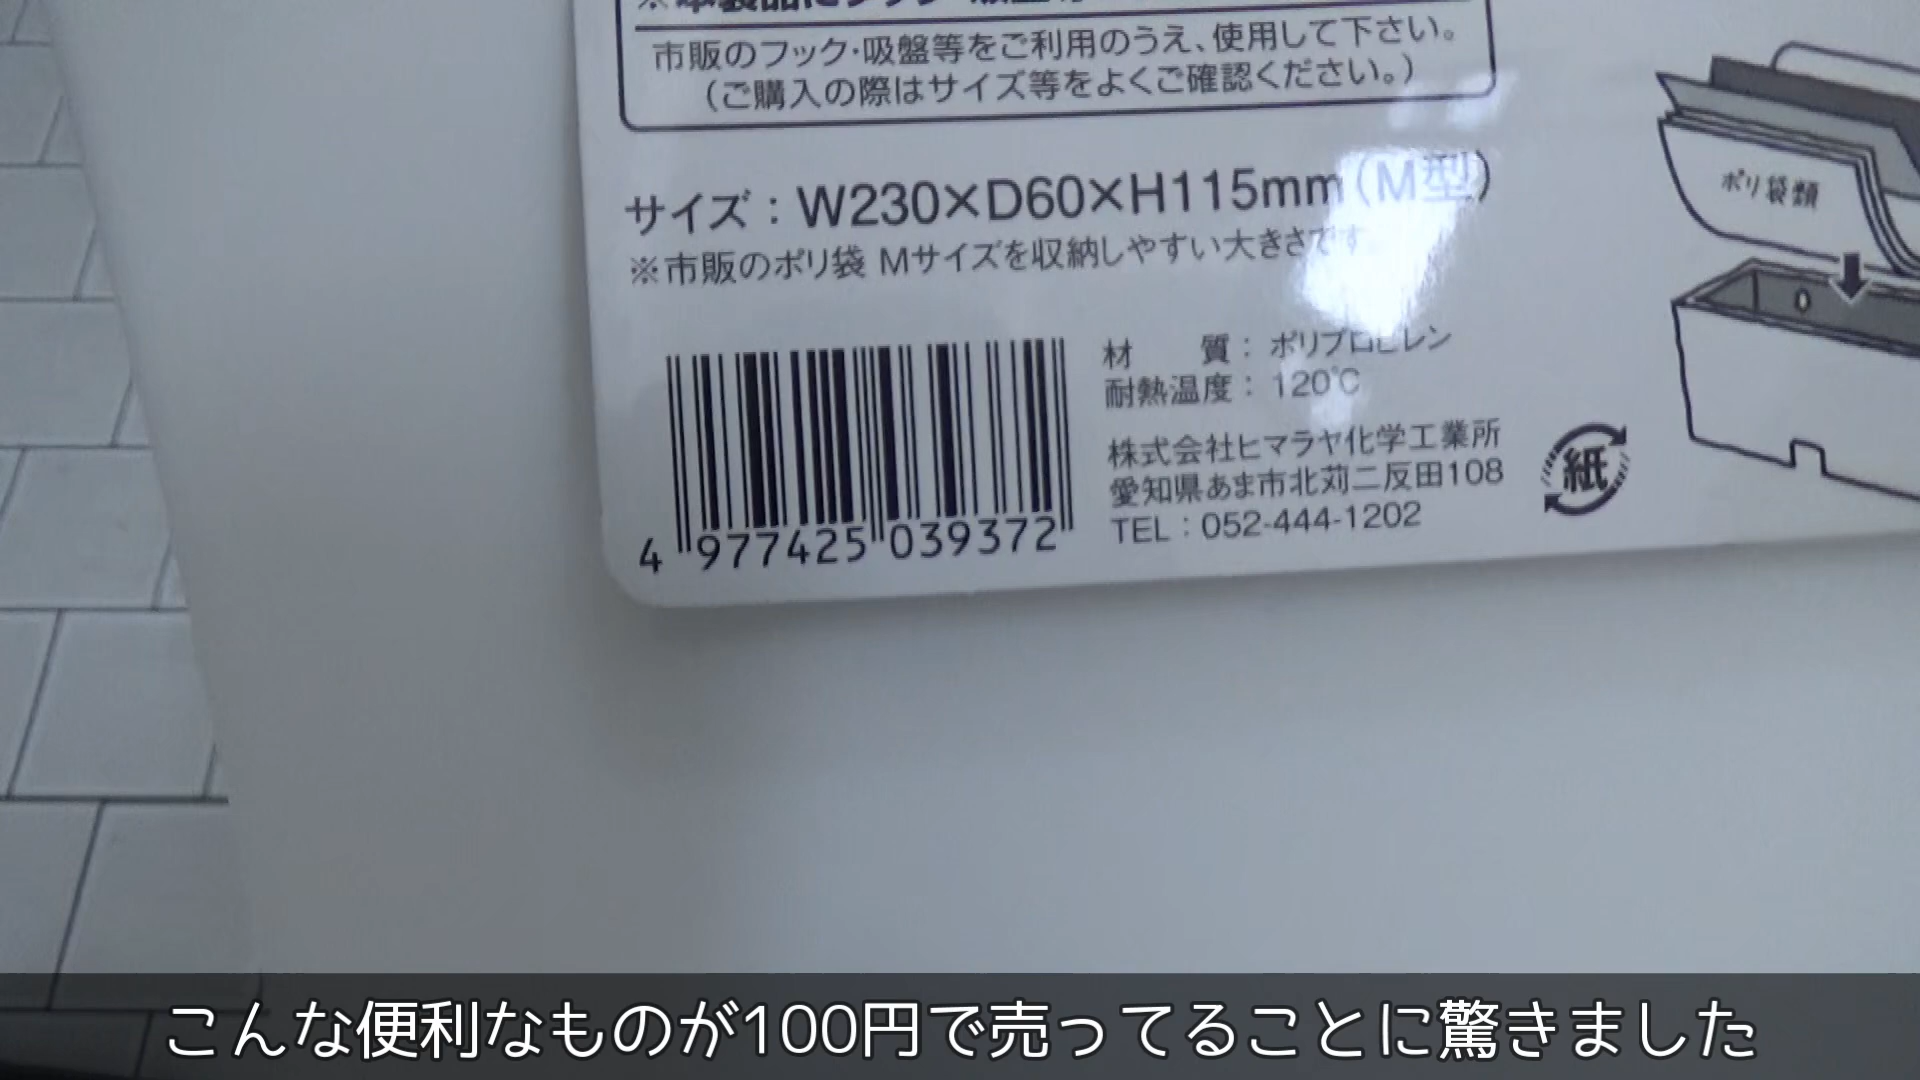 市販のフック・吸盤等をご利用のうえ、使用して下さい。
（ご購入の際はサイズ等をよくご確認ください。）
サイズ：W230×D60×H115mm（M型）
※市販のポリ袋 Mサイズを収納しやすい大きさです。
材　質：ポリプロピレン
耐熱温度：120℃
株式会社ヒマラヤ化学工業所
愛知県あま市北苅二反田108
TEL：052-444-1202
4 977425 039372
紙
ポリ袋類
こんな便利なものが100円で売ってることに驚きました